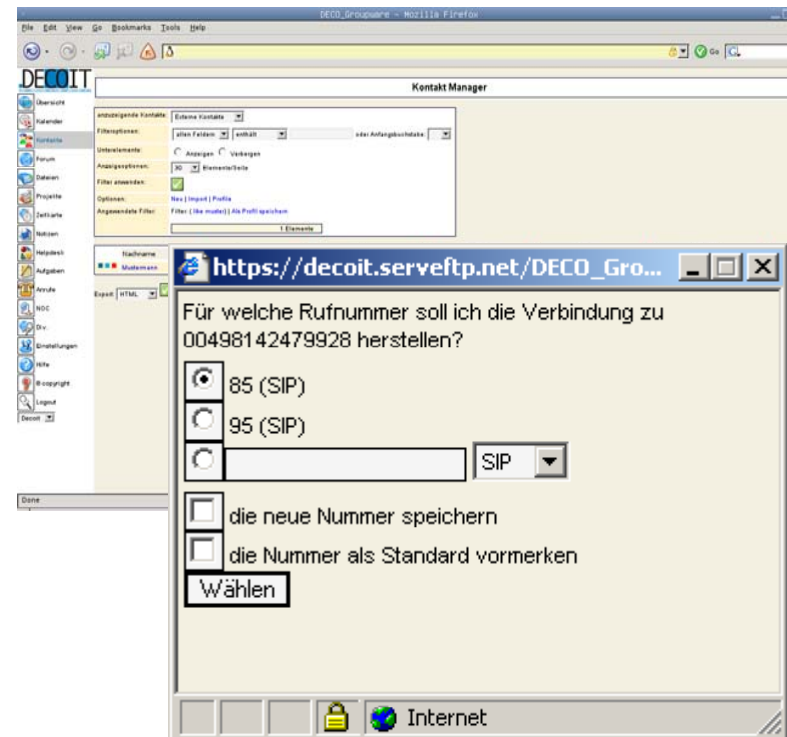 DECO_Groupware - Mozilla Firefox
File Edit View Go Bookmarks Tools Help
Go
DECOIT
Kontakt Manager
Übersicht
Kalender
Kontakte
Forum
Dateien
Projekte
Zeitkarte
Notizen
Helpdesk
Aufgaben
Anrufe
NOC
Div.
Einstellungen
Hilfe
©copyright
Logout
Decoit
anzuzeigende Kontakte: Externe Kontakte
Filteroptionen: allen Feldern enthält oder Anfangsbuchstabe:
Unterelemente: Anzeigen Verbergen
Anzeigeoptionen: 30 Elemente/Seite
Filter anwenden:
Optionen: Neu | Import | Profile
Angewendete Filter: Filter: ( like muster) | Als Profil speichern
1 Elemente
Nachname
Mustermann
Export HTML
Done
https://decoit.serveftp.net/DECO_Gro...
Für welche Rufnummer soll ich die Verbindung zu
00498142479928 herstellen?
85 (SIP)
95 (SIP)
SIP
die neue Nummer speichern
die Nummer als Standard vormerken
Wählen
Internet